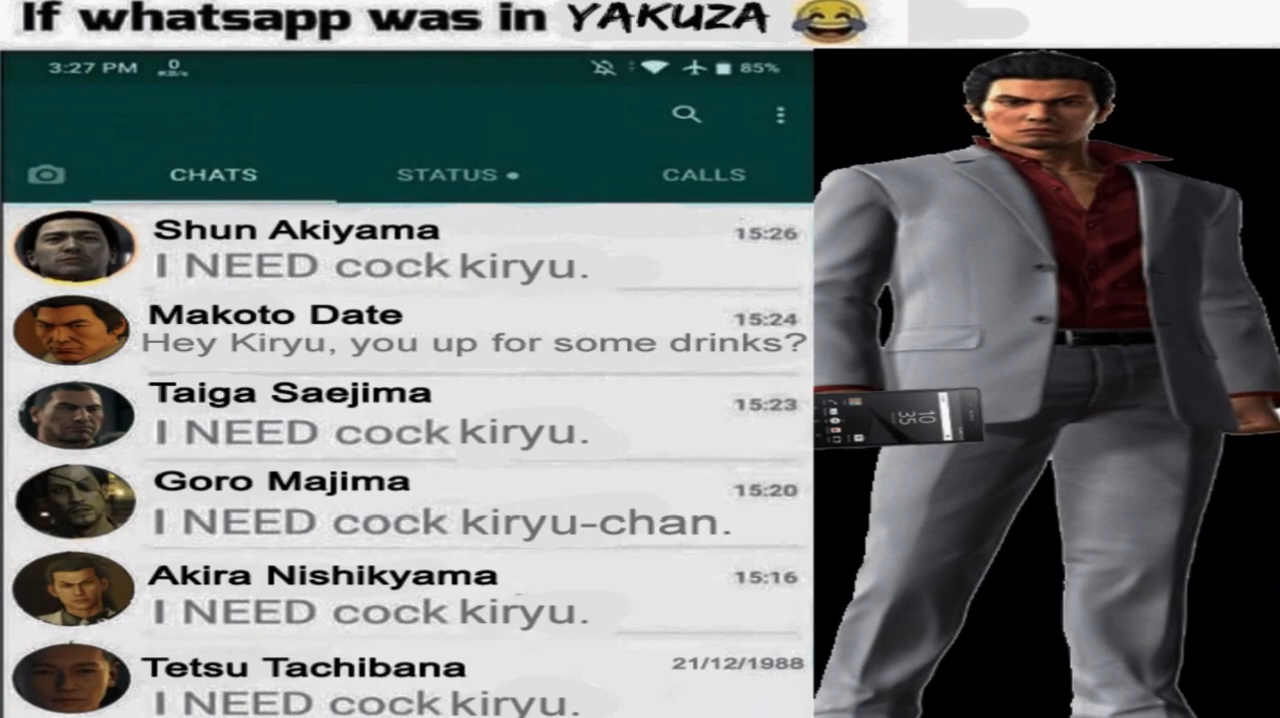 If whatsapp was in YAKUZA 😂
3:27 PM 0 85%
CHATS STATUS • CALLS
Shun Akiyama 15:26
I NEED cock kiryu.
Makoto Date 15:24
Hey Kiryu, you up for some drinks?
Taiga Saejima 15:23
I NEED cock kiryu.
Goro Majima 15:20
I NEED cock kiryu-chan.
Akira Nishikyama 15:16
I NEED cock kiryu.
Tetsu Tachibana 21/12/1988
I NEED cock kiryu.
10
35